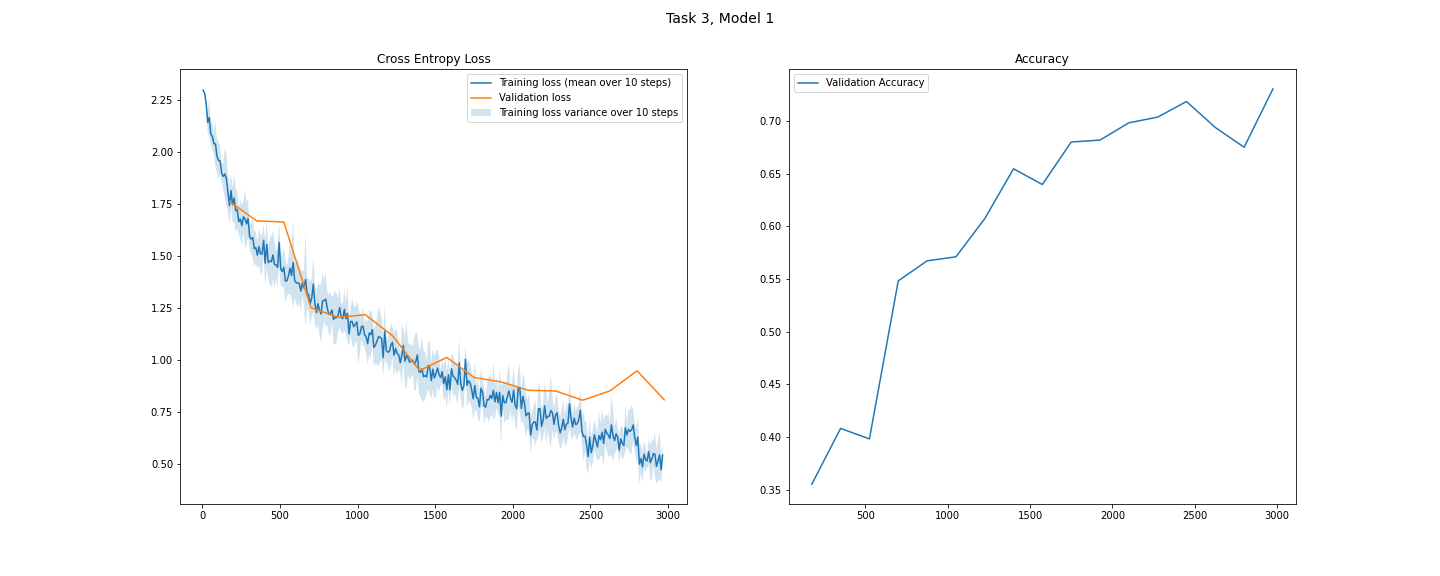 Task 3, Model 1
Cross Entropy Loss
Training loss (mean over 10 steps)
Validation loss
Training loss variance over 10 steps
2.25
2.00
1.75
1.50
1.25
1.00
0.75
0.50
0 500 1000 1500 2000 2500 3000
Accuracy
Validation Accuracy
0.70
0.65
0.60
0.55
0.50
0.45
0.40
0.35
500 1000 1500 2000 2500 3000